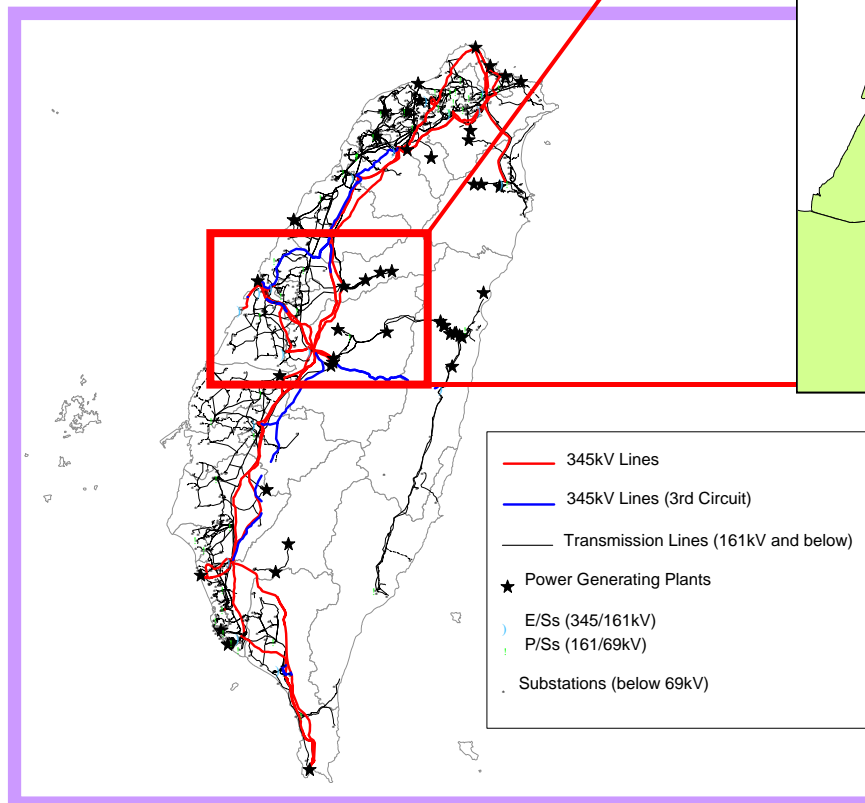 345kV Lines
345kV Lines (3rd Circuit)
Transmission Lines (161kV and below)
Power Generating Plants
E/Ss (345/161kV)
P/Ss (161/69kV)
Substations (below 69kV)